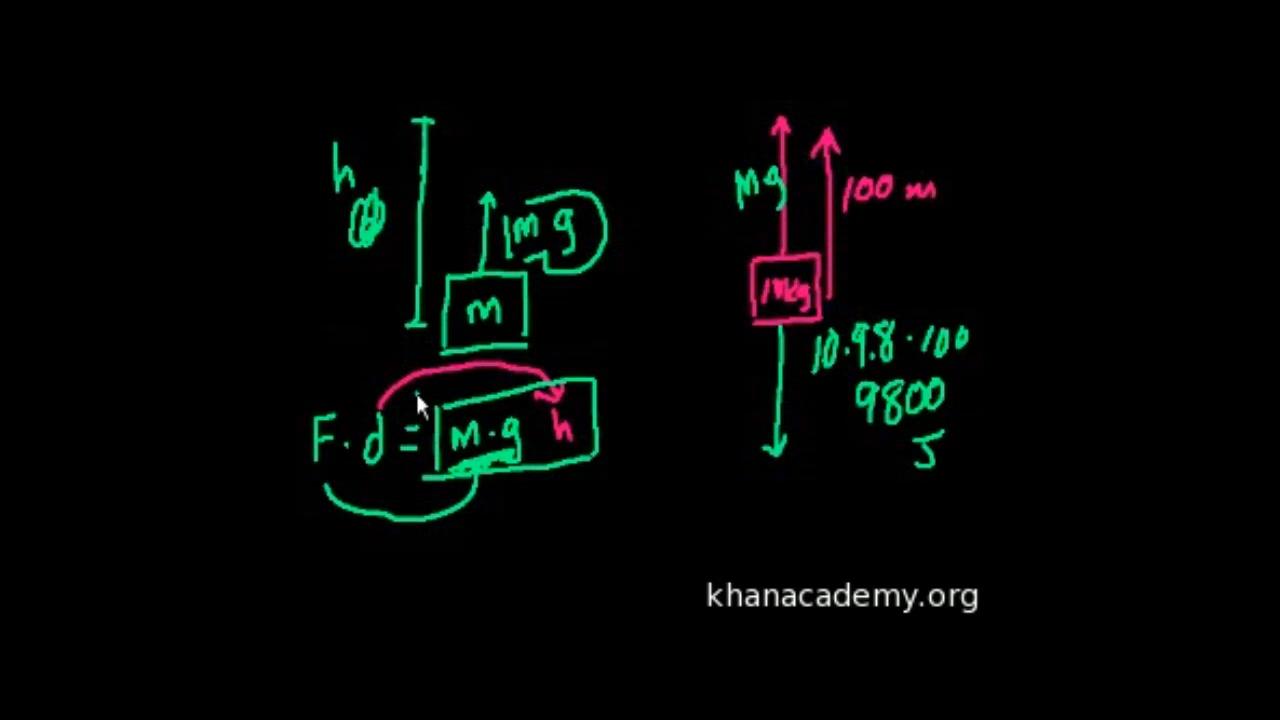 h
mg
m
F·d = m·g h
mg
100 m
10kg
10·9.8·100
9800
J
khanacademy.org